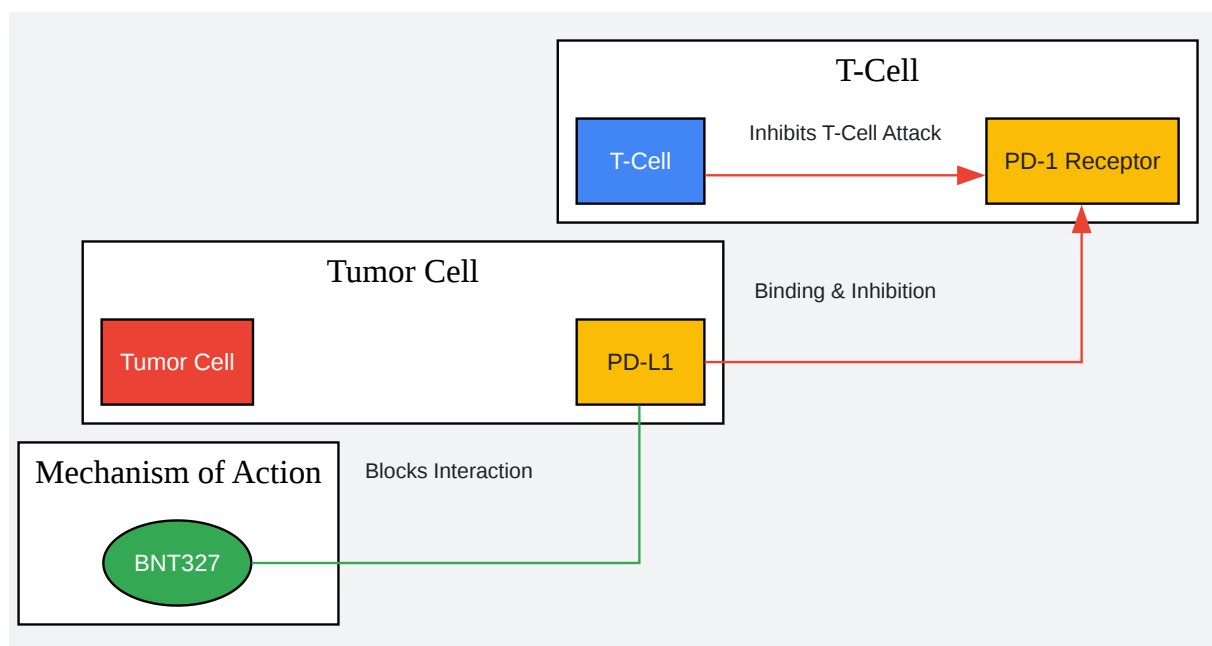 T-Cell
Inhibits T-Cell Attack
T-Cell
PD-1 Receptor
Tumor Cell
Binding & Inhibition
Tumor Cell
PD-L1
Mechanism of Action
Blocks Interaction
BNT327